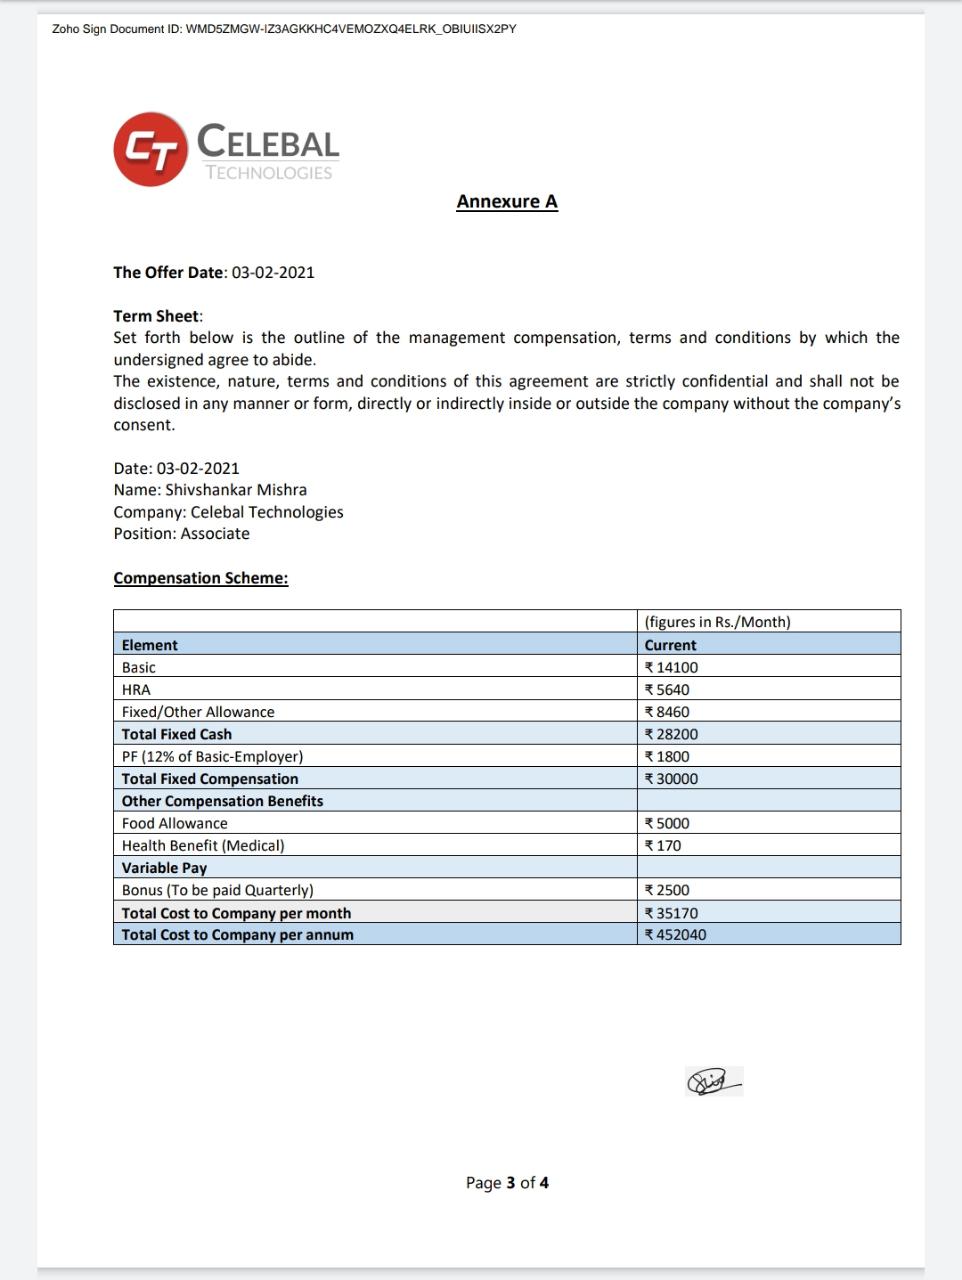 Zoho Sign Document ID: WMD5ZMGW-IZ3AGKKHC4VEMOZXQ4ELRK_OBIUIISX2PY
CT CELEBAL
TECHNOLOGIES
Annexure A
The Offer Date: 03-02-2021
Term Sheet:
Set forth below is the outline of the management compensation, terms and conditions by which the
undersigned agree to abide.
The existence, nature, terms and conditions of this agreement are strictly confidential and shall not be
disclosed in any manner or form, directly or indirectly inside or outside the company without the company’s
consent.
Date: 03-02-2021
Name: Shivshankar Mishra
Company: Celebal Technologies
Position: Associate
Compensation Scheme:
(figures in Rs./Month)
Element Current
Basic ₹ 14100
HRA ₹ 5640
Fixed/Other Allowance ₹ 8460
Total Fixed Cash ₹ 28200
PF (12% of Basic-Employer) ₹ 1800
Total Fixed Compensation ₹ 30000
Other Compensation Benefits
Food Allowance ₹ 5000
Health Benefit (Medical) ₹ 170
Variable Pay
Bonus (To be paid Quarterly) ₹ 2500
Total Cost to Company per month ₹ 35170
Total Cost to Company per annum ₹ 452040
Page 3 of 4